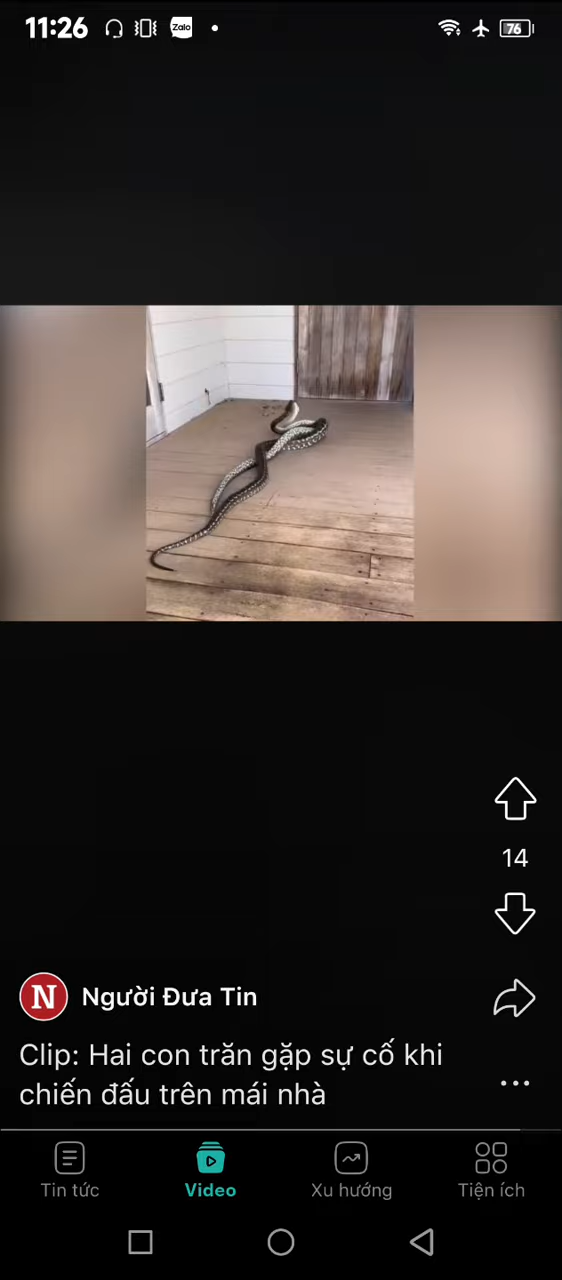 11:26
Zalo
76
14
N
Người Đưa Tin
Clip: Hai con trăn gặp sự cố khi
chiến đấu trên mái nhà
Tin tức
Video
Xu hướng
Tiện ích